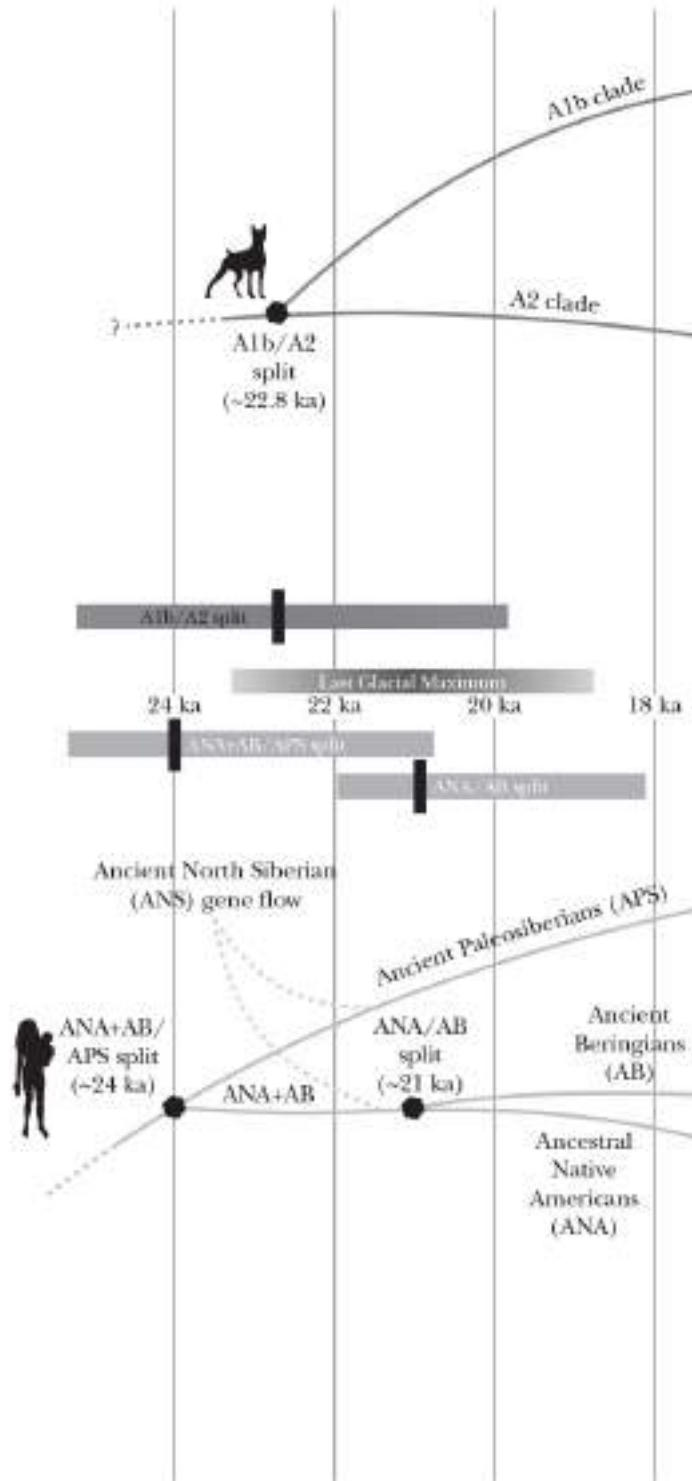 A1b clade
A2 clade
?
A1b/A2
split
(~22.8 ka)
A1b/A2 split
Last Glacial Maximum
24 ka
22 ka
20 ka
18 ka
ANA+AB/APS split
ANA/AB split
Ancient North Siberian
(ANS) gene flow
Ancient Paleosiberians (APS)
ANA+AB/
APS split
(~24 ka)
ANA+AB
ANA/AB
split
(~21 ka)
Ancient
Beringians
(AB)
Ancestral
Native
Americans
(ANA)